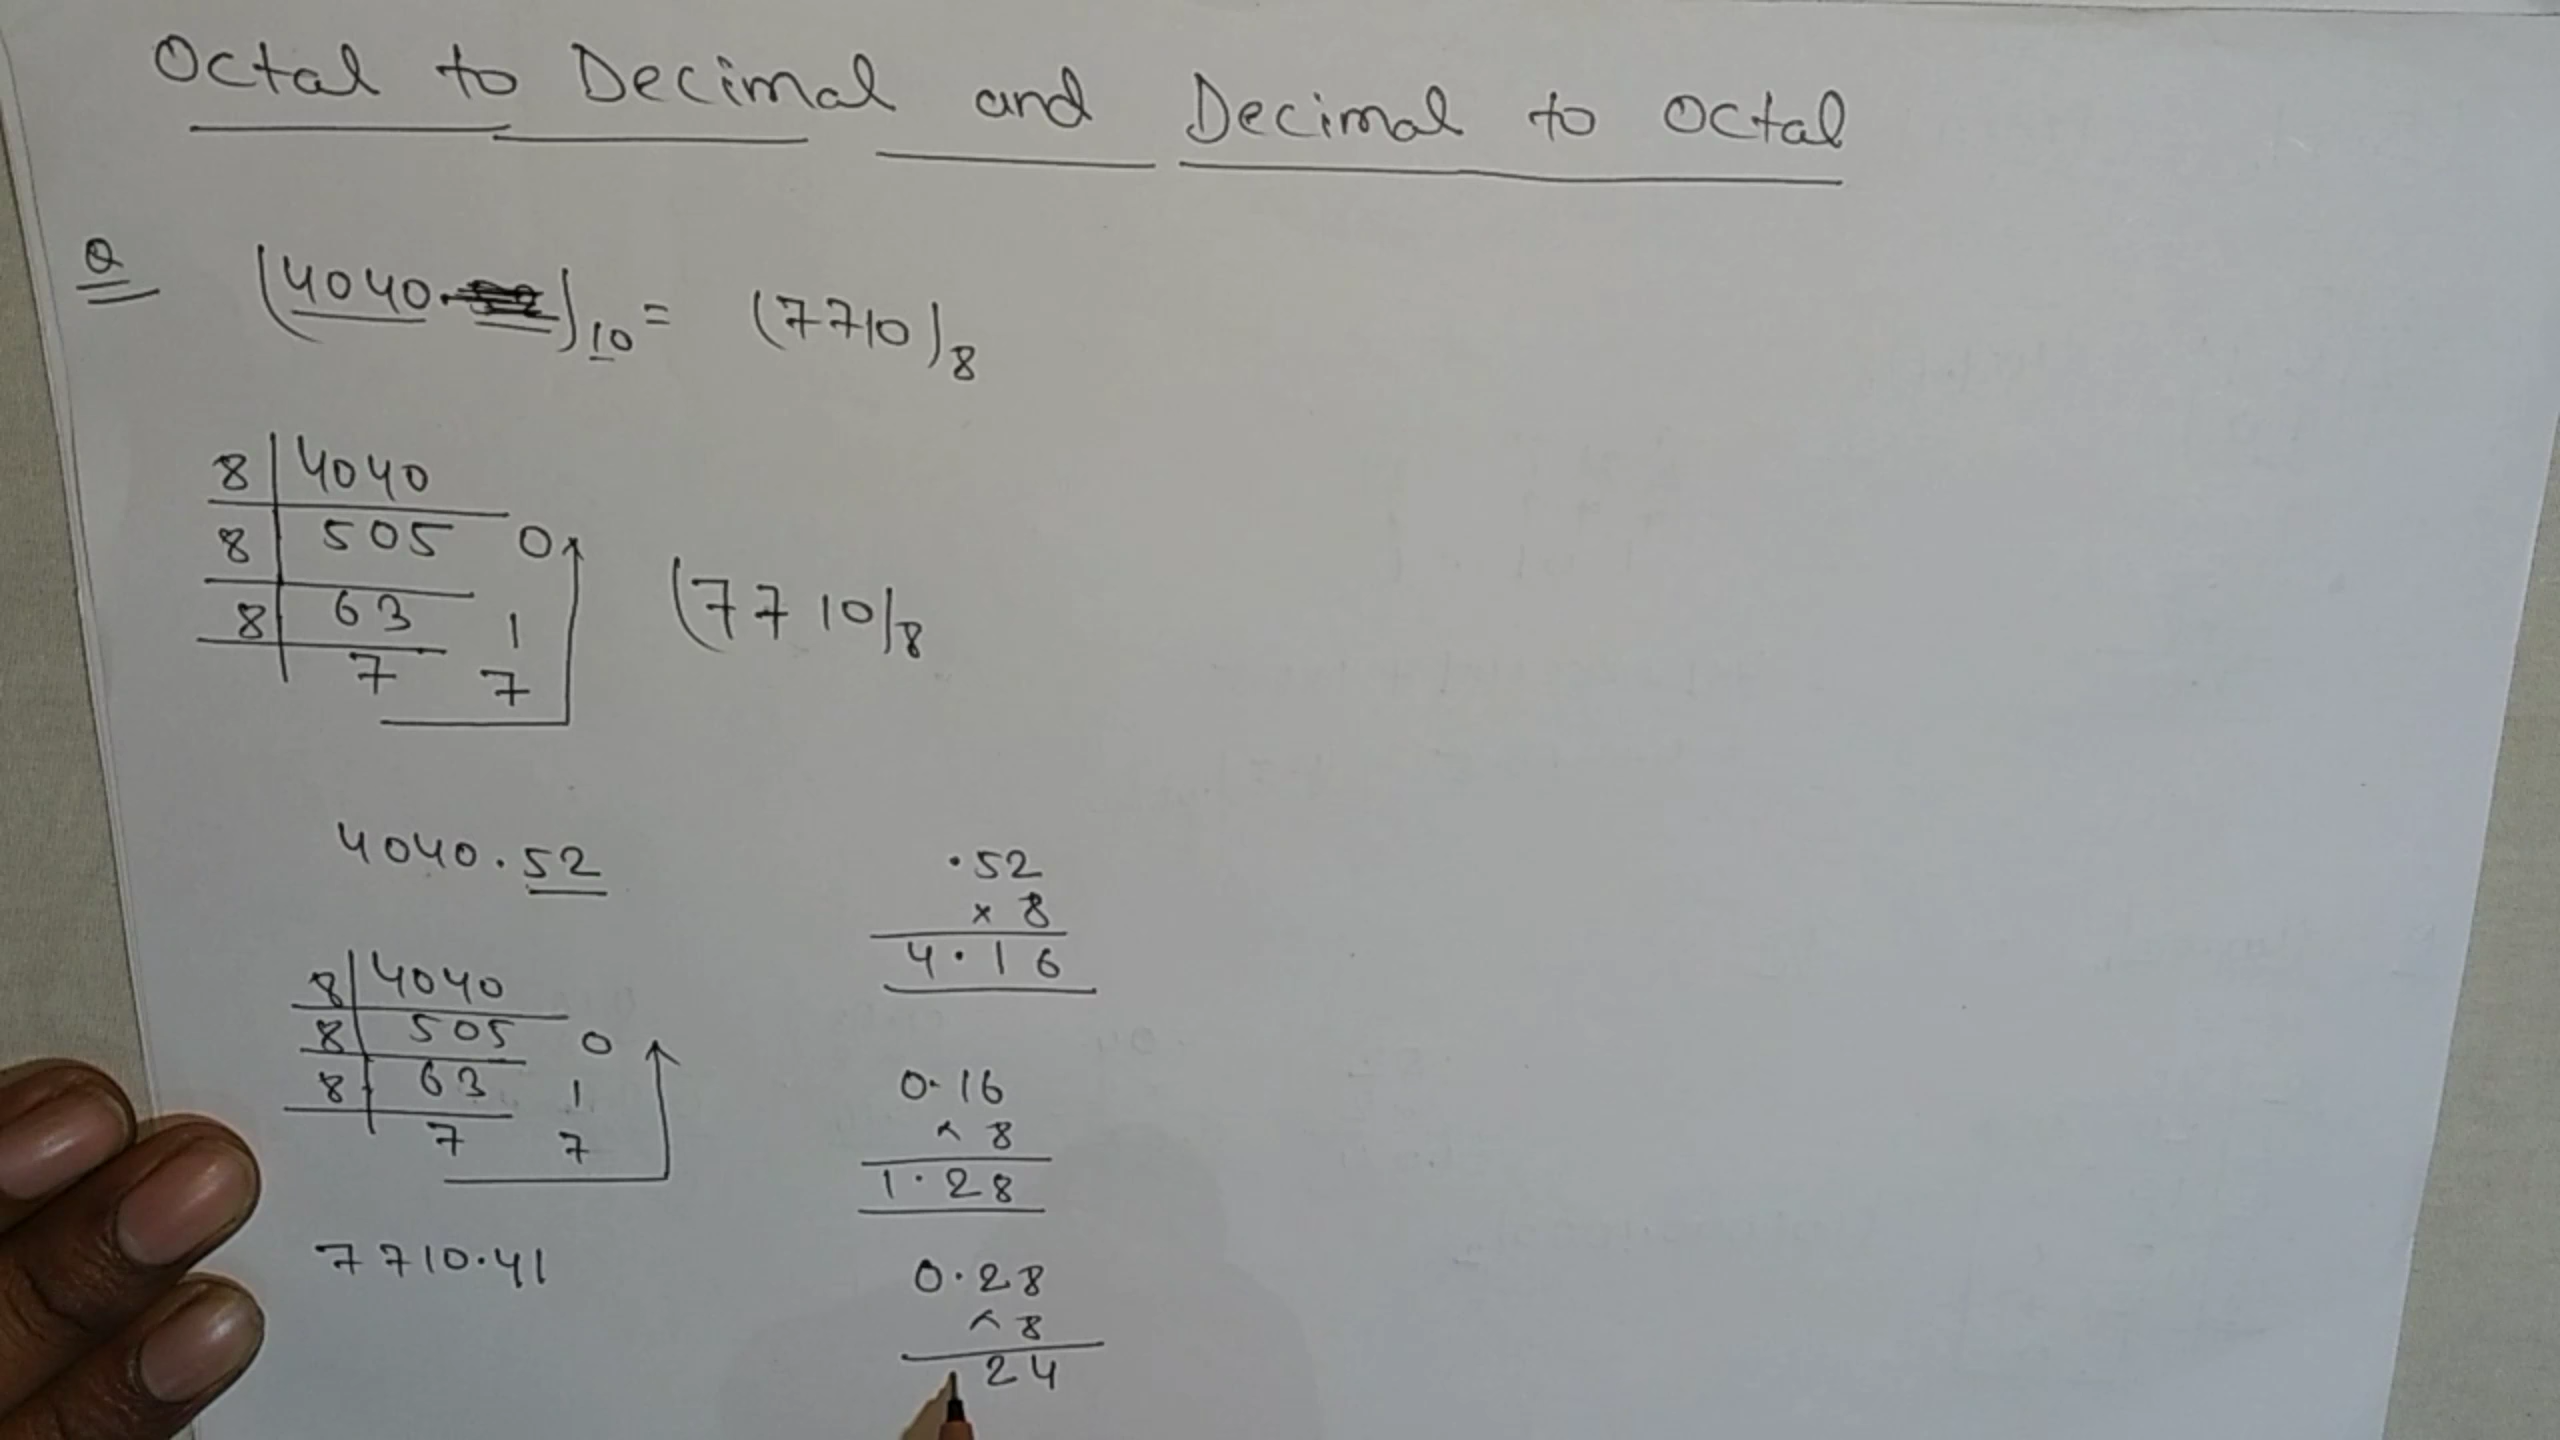 Octal to Decimal and Decimal to Octal
Q (4040.)10 = (7710)8
8 4040
8 505 0
8 63 1
7 7
(7710)8
4040.52
8 4040
8 505 0
8 63 1
7 7
7710.41
.52
× 8
4.16
0.16
× 8
1.28
0.28
× 8
24